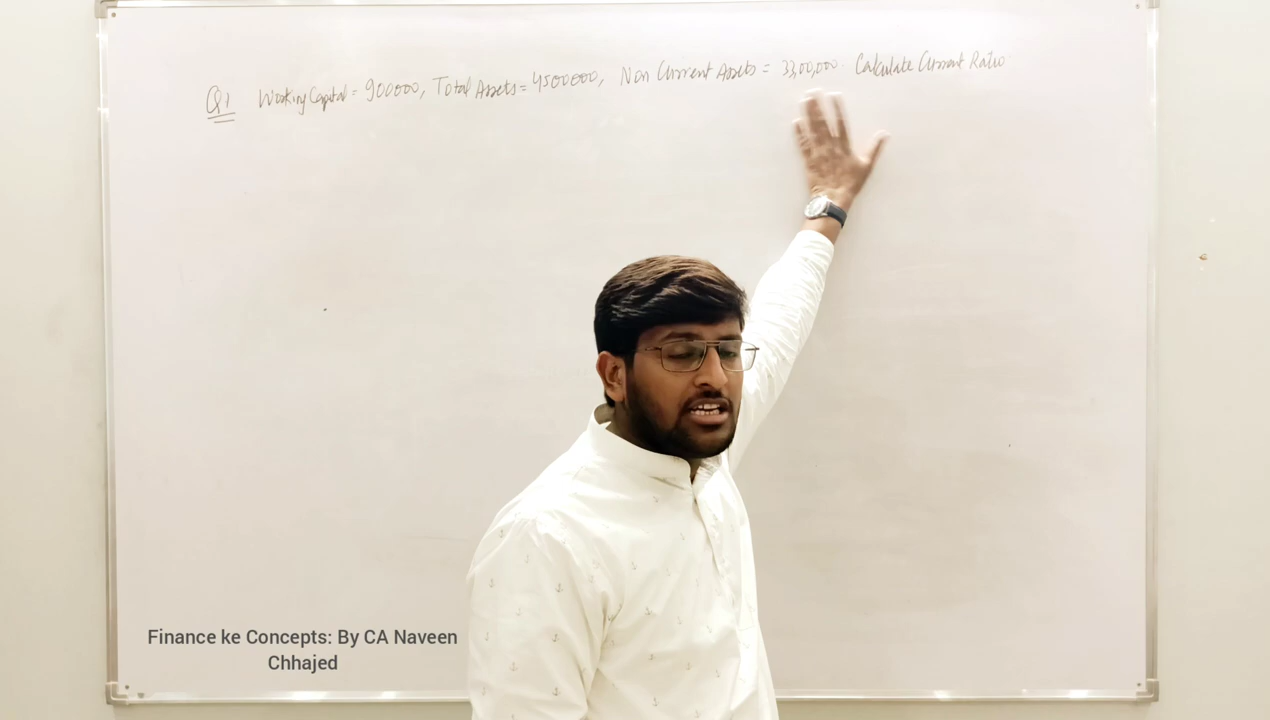 Q1 Working Capital = 900000, Total Assets = 4500000, Non Current Assets = 33,00,000. Calculate Current Ratio
Finance ke Concepts: By CA Naveen
Chhajed